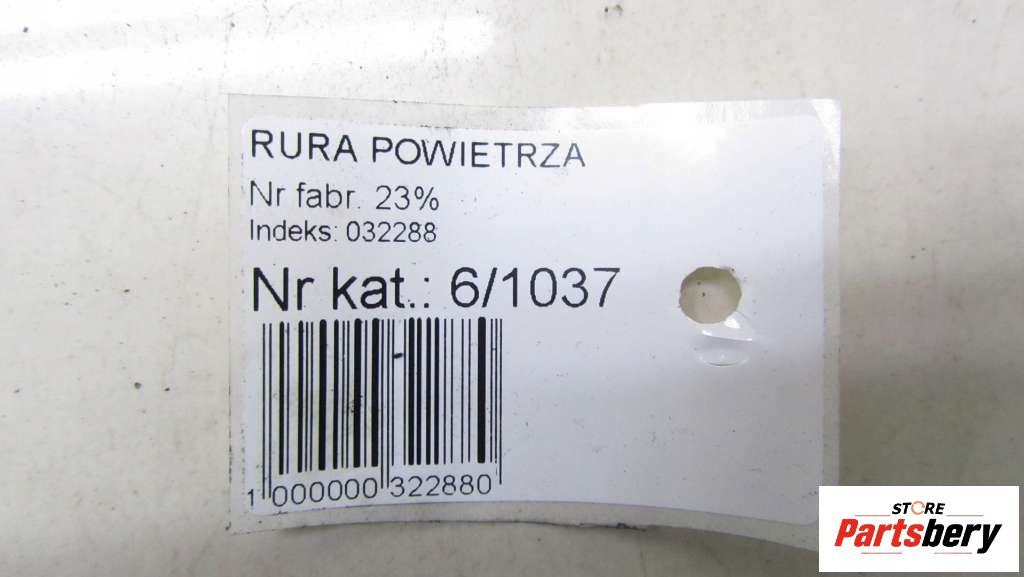 RURA POWIETRZA
Nr fabr. 23%
Indeks: 032288
Nr kat.: 6/1037
1 000000 322880
STORE
Partsbery